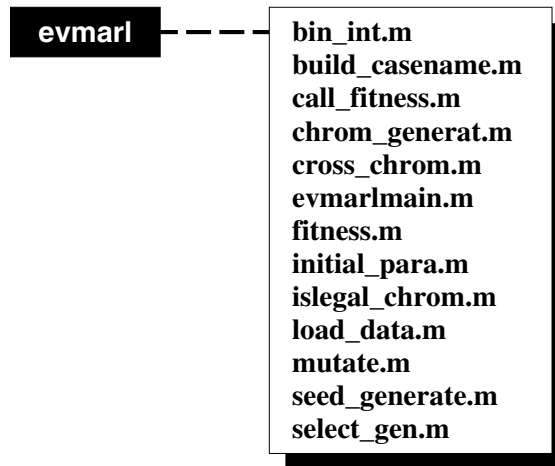 evmarl
bin_int.m
build_casename.m
call_fitness.m
chrom_generat.m
cross_chrom.m
evmarlmain.m
fitness.m
initial_para.m
islegal_chrom.m
load_data.m
mutate.m
seed_generate.m
select_gen.m